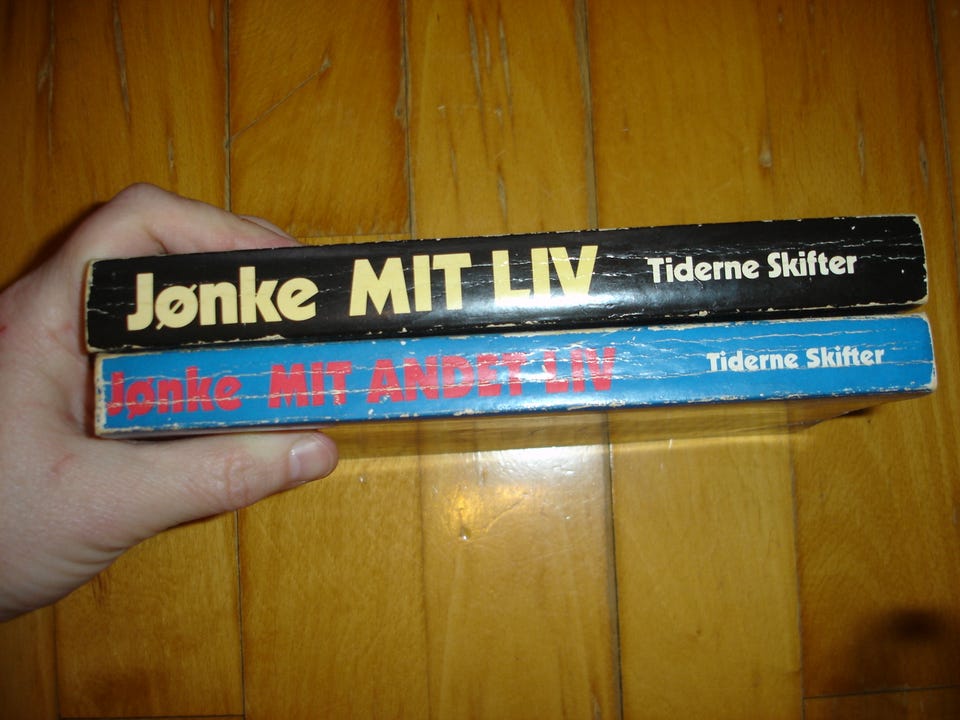 Jønke MIT LIV Tiderne Skifter
Jønke MIT ANDET LIV Tiderne Skifter